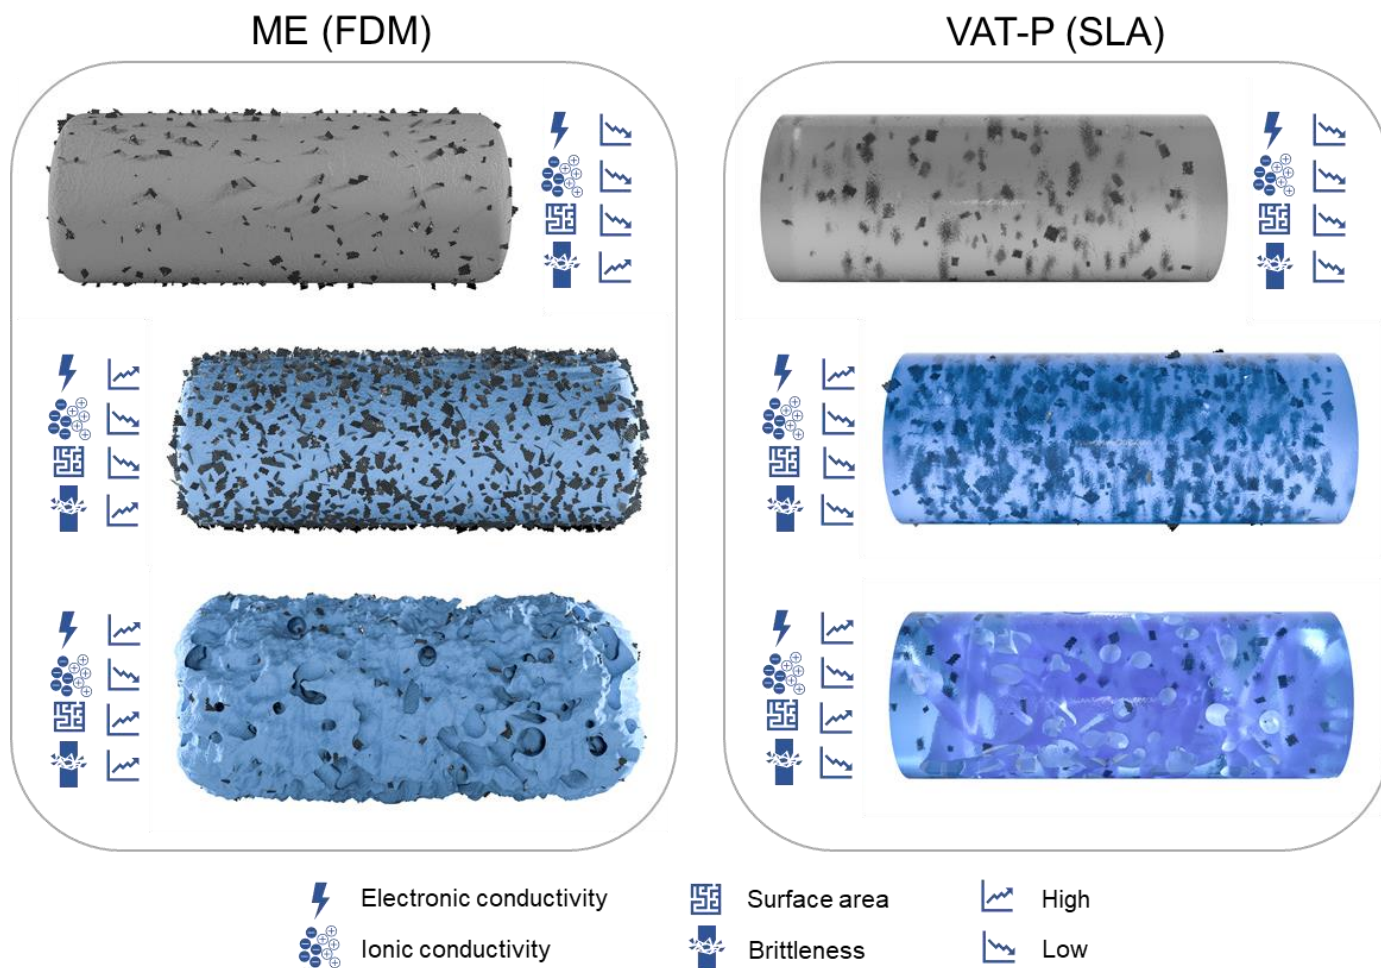 ME (FDM)
VAT-P (SLA)
Electronic conductivity
Surface area
High
Ionic conductivity
Brittleness
Low